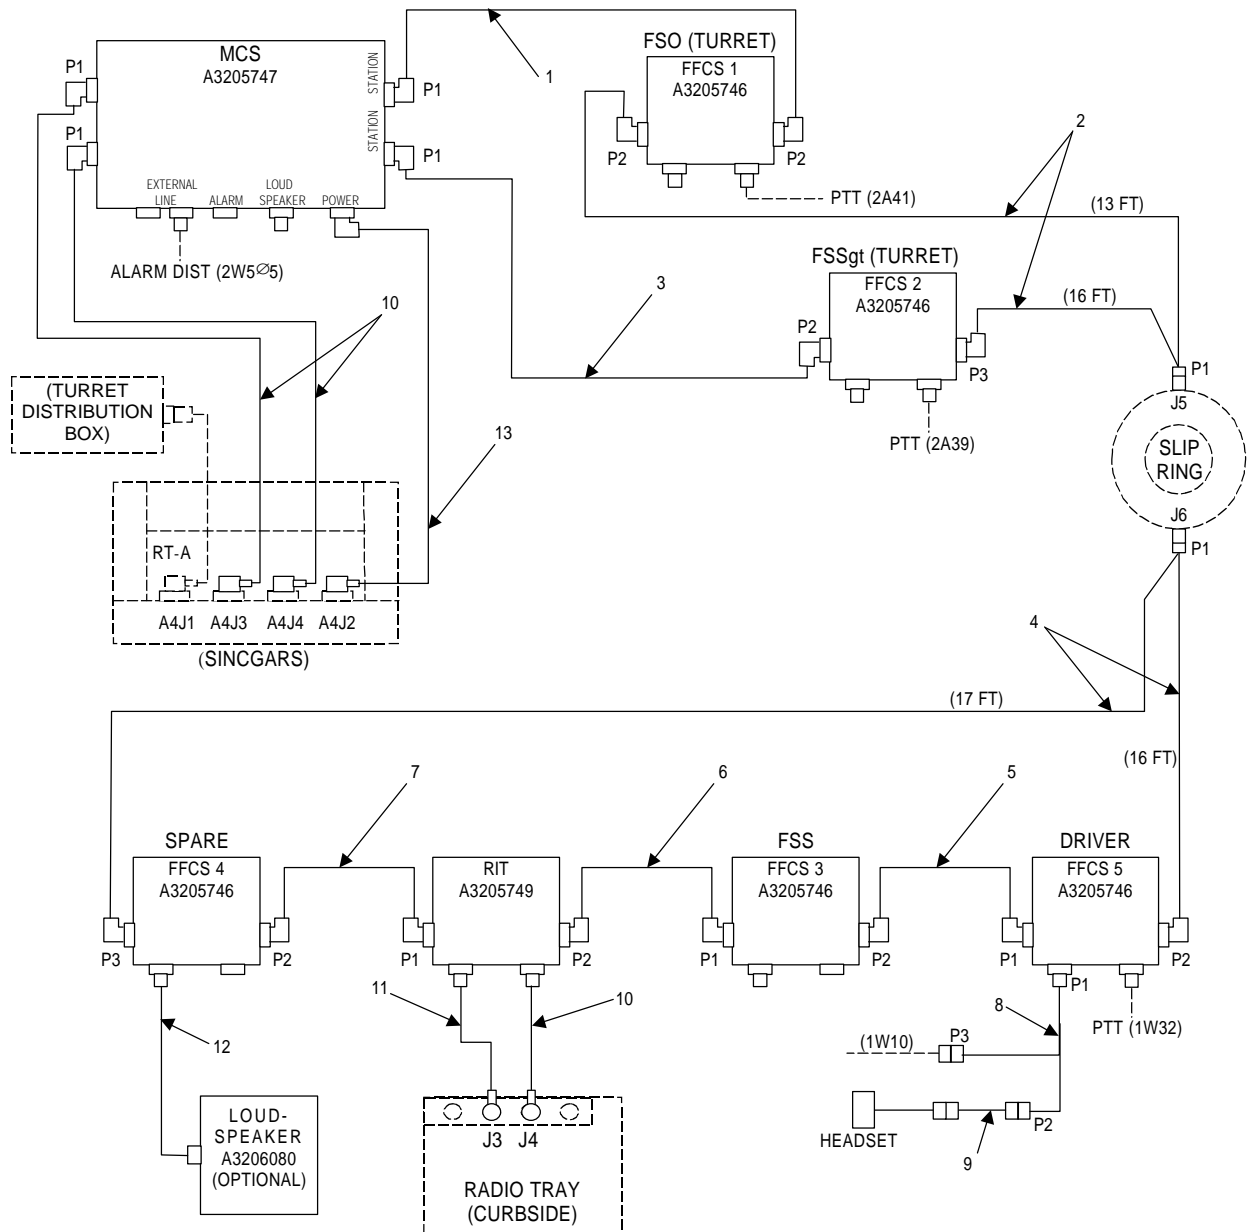 MCS
A3205747
P1
P1
STATION
STATION
P1
P1
EXTERNAL
LINE
ALARM
LOUD
SPEAKER
POWER
ALARM DIST (2W5Ø5)
1
FSO (TURRET)
FFCS 1
A3205746
P2
P2
PTT (2A41)
2
(13 FT)
FSSgt (TURRET)
FFCS 2
A3205746
P2
P3
(16 FT)
PTT (2A39)
3
10
13
(TURRET
DISTRIBUTION
BOX)
P1
J5
SLIP
RING
J6
P1
RT-A
A4J1
A4J3
A4J4
A4J2
(SINCGARS)
4
(17 FT)
(16 FT)
7
6
5
SPARE
FFCS 4
A3205746
P3
P2
RIT
A3205749
P1
P2
FSS
FFCS 3
A3205746
P1
P2
DRIVER
FFCS 5
A3205746
P1
P2
P1
11
10
12
8
PTT (1W32)
(1W10)
P3
HEADSET
P2
9
LOUD-
SPEAKER
A3206080
(OPTIONAL)
J3
J4
RADIO TRAY
(CURBSIDE)